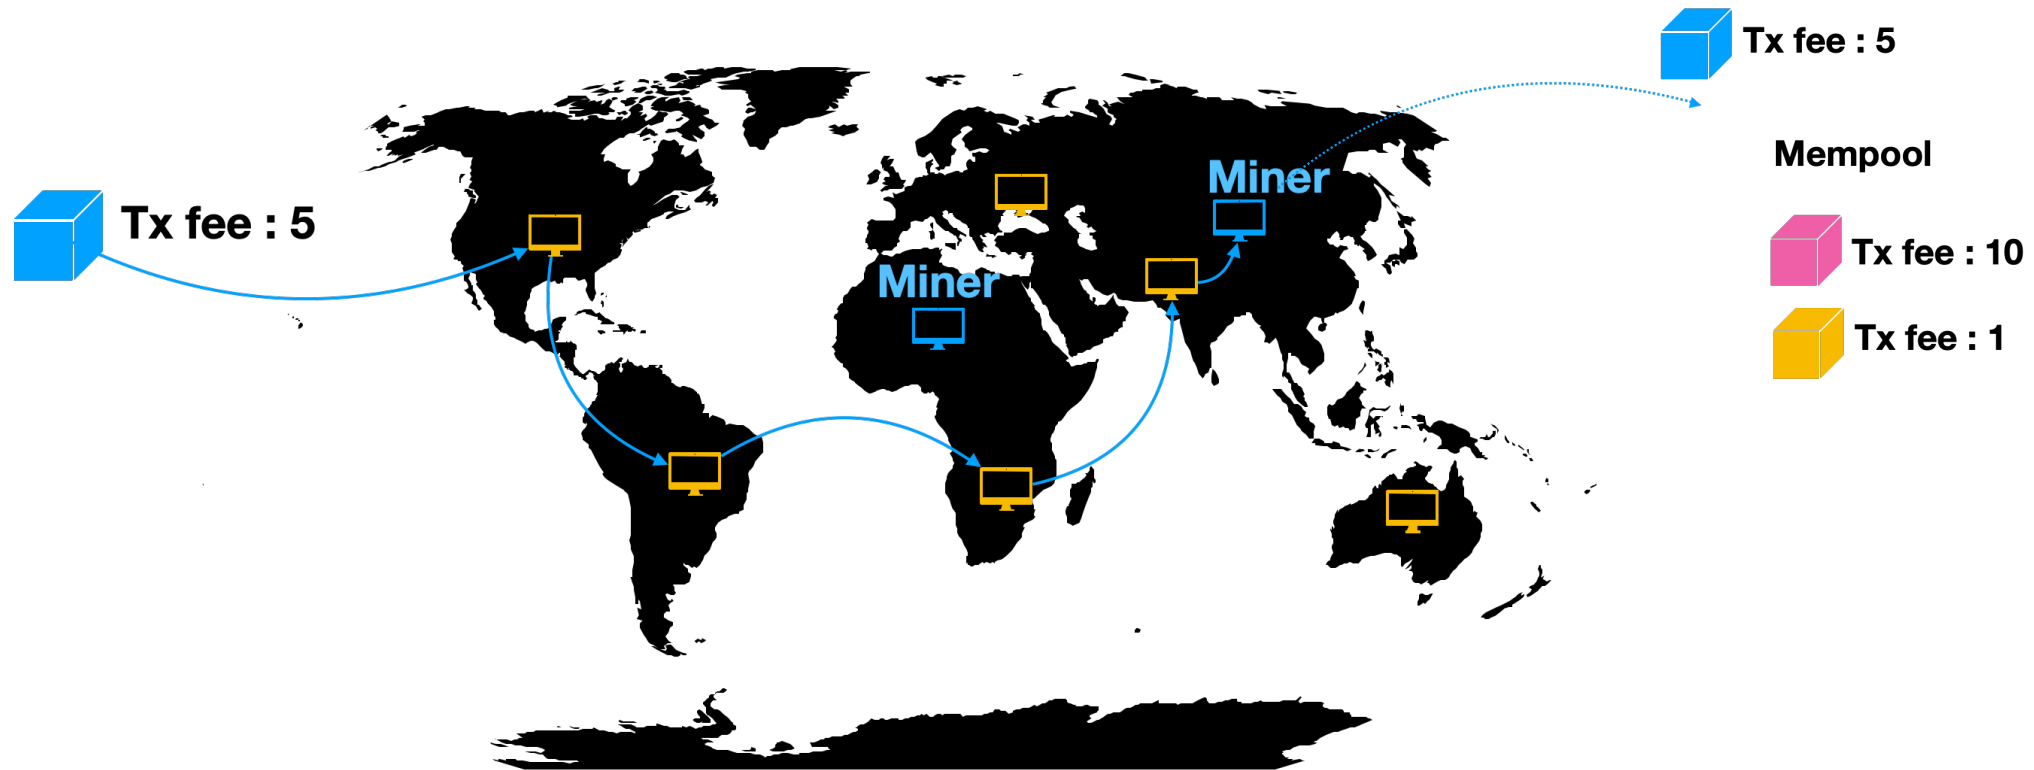 Tx fee : 5
Tx fee : 5
Miner
Miner
Mempool
Tx fee : 10
Tx fee : 1